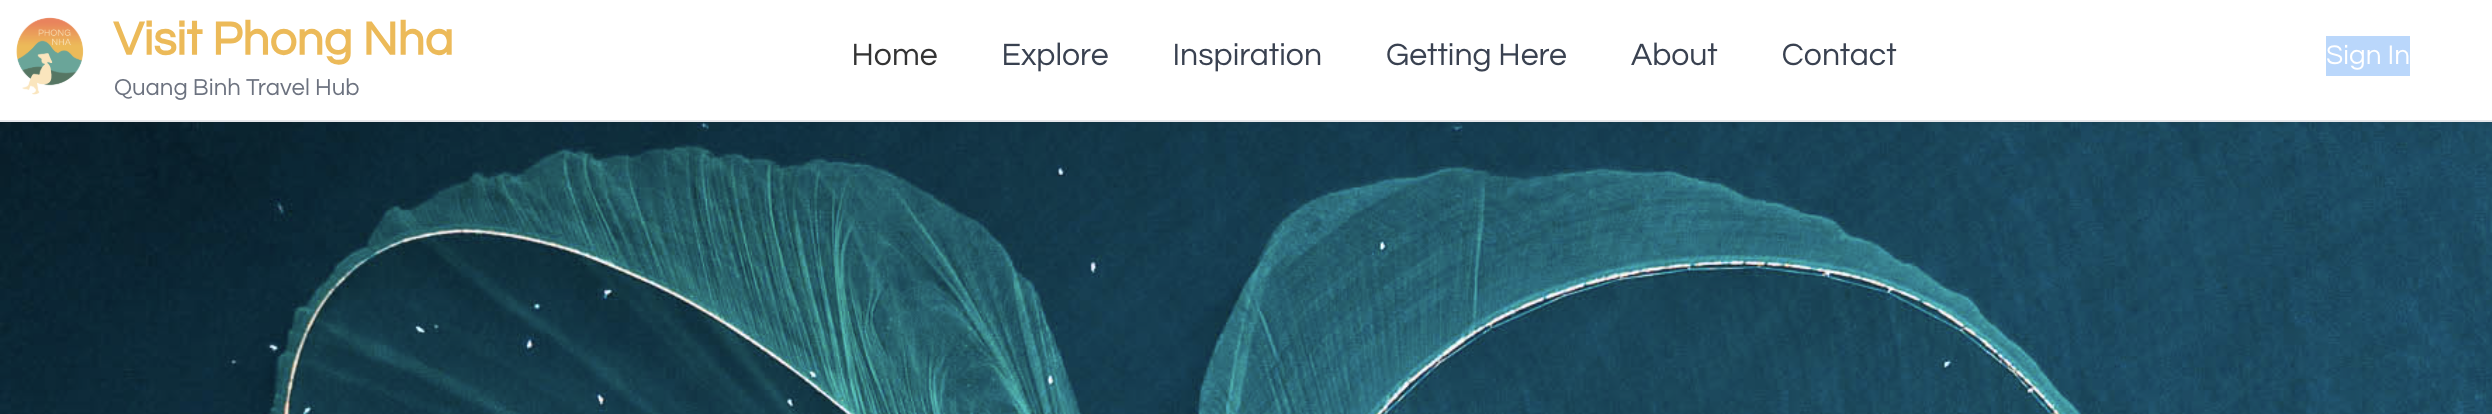 PHONG
NHA
Visit Phong Nha
Quang Binh Travel Hub
Home
Explore
Inspiration
Getting Here
About
Contact
Sign In